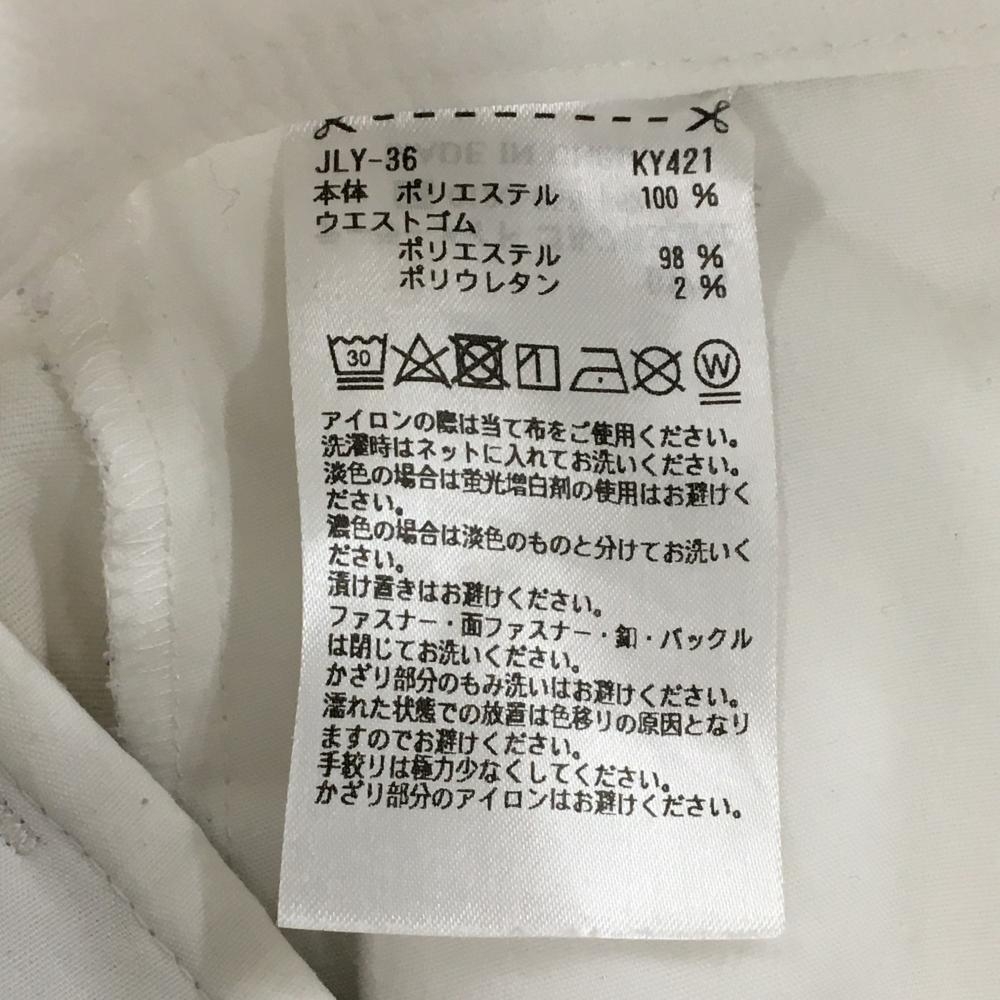 JLY-36 KY421
本体 ポリエステル 100 %
ウエストゴム
ポリエステル 98 %
ポリウレタン 2 %
30 W
アイロンの際は当て布をご使用ください。
洗濯時はネットに入れてお洗いください。
淡色の場合は蛍光増白剤の使用はお避けく
ださい。
濃色の場合は淡色のものと分けてお洗いく
ださい。
漬け置きはお避けください。
ファスナー・面ファスナー・釦・バックル
は閉じてお洗いください。
かざり部分のもみ洗いはお避けください。
濡れた状態での放置は色移りの原因となり
ますのでお避けください。
手絞りは極力少なくしてください。
かざり部分のアイロンはお避けください。